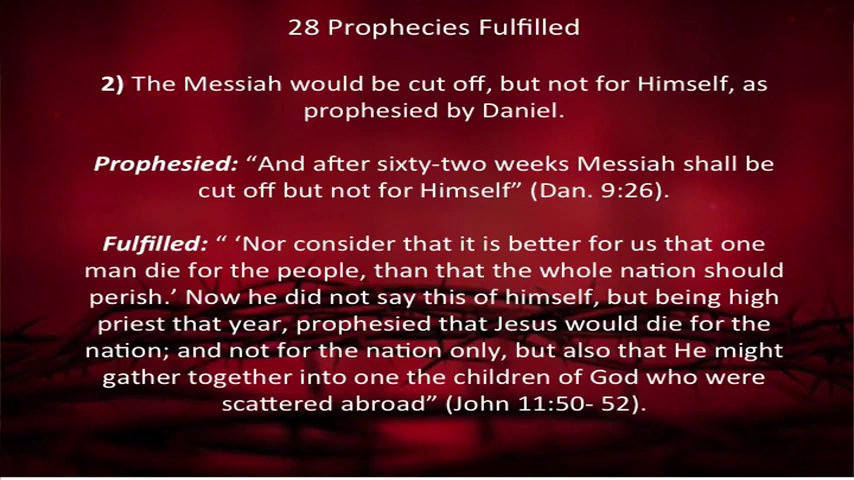 28 Prophecies Fulfilled
2) The Messiah would be cut off, but not for Himself, as
prophesied by Daniel.
Prophesied: “And after sixty-two weeks Messiah shall be
cut off but not for Himself” (Dan. 9:26).
Fulfilled: “ ‘Nor consider that it is better for us that one
man die for the people, than that the whole nation should
perish.’ Now he did not say this of himself, but being high
priest that year, prophesied that Jesus would die for the
nation; and not for the nation only, but also that He might
gather together into one the children of God who were
scattered abroad” (John 11:50- 52).